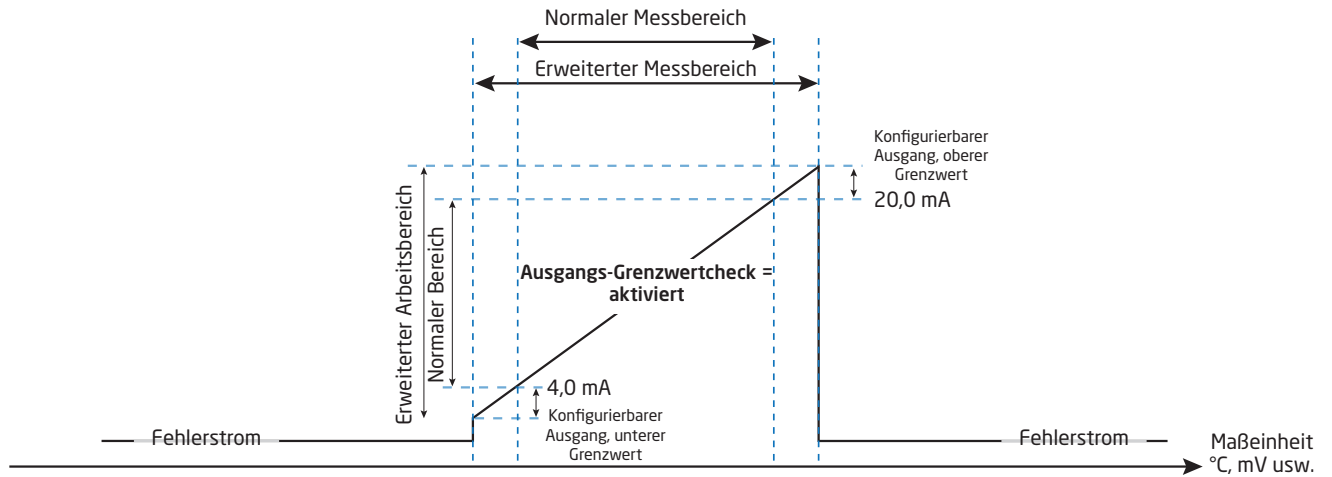 Normaler Messbereich
Erweiterter Messbereich
Konfigurierbarer
Ausgang, oberer
Grenzwert
20,0 mA
Erweiterter Arbeitsbereich
Normaler Bereich
Ausgangs-Grenzwertcheck =
aktiviert
4,0 mA
Konfigurierbarer
Ausgang, unterer
Grenzwert
Fehlerstrom
Fehlerstrom
Maßeinheit
°C, mV usw.